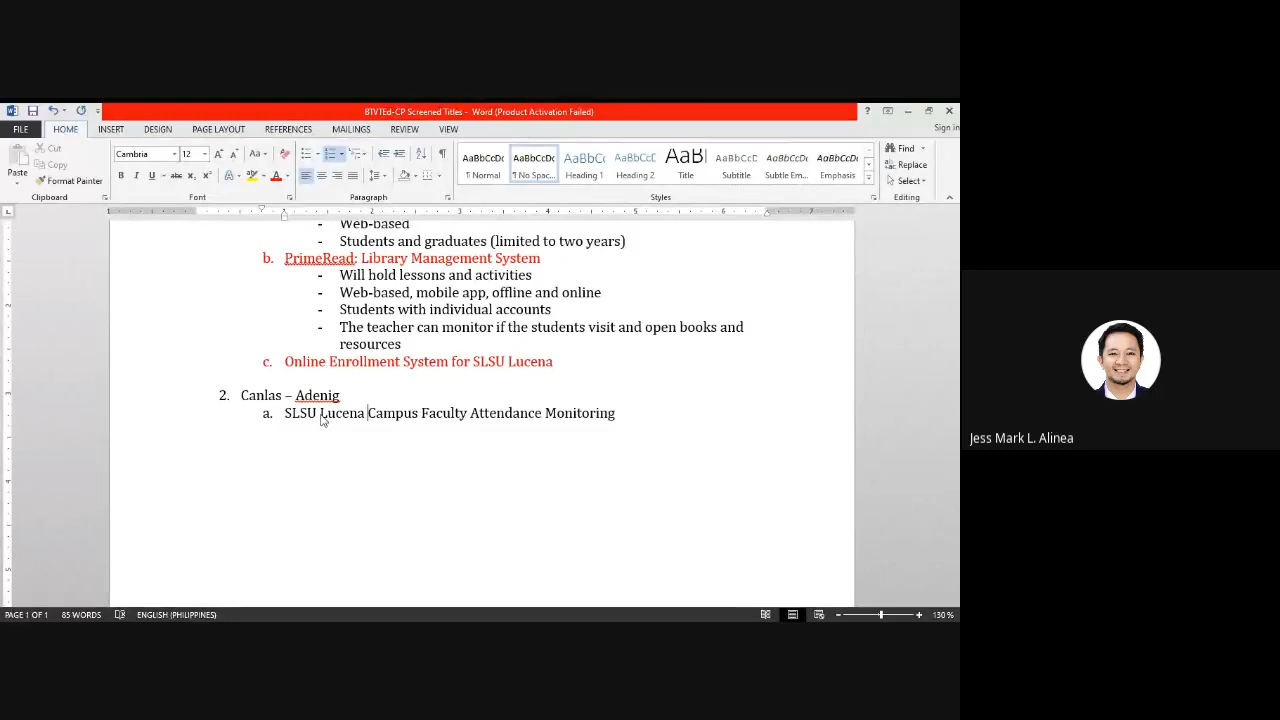 BTVTEd-CP Screened Titles - Word (Product Activation Failed)
FILE HOME INSERT DESIGN PAGE LAYOUT REFERENCES MAILINGS REVIEW VIEW Sign in
Paste
Cut
Copy
Format Painter
Clipboard
Cambria 12
Font
Paragraph
AaBbCcDc AaBbCcDc AaBbCc AaBbCcC AaBb AaBbCcD AaBbCcDc AaBbCcDc
¶ Normal ¶ No Spac... Heading 1 Heading 2 Title Subtitle Subtle Em... Emphasis
Styles
Find
Replace
Select
Editing
- Web-based
- Students and graduates (limited to two years)
b. PrimeRead: Library Management System
- Will hold lessons and activities
- Web-based, mobile app, offline and online
- Students with individual accounts
- The teacher can monitor if the students visit and open books and
resources
c. Online Enrollment System for SLSU Lucena
2. Canlas – Adenig
a. SLSU Lucena Campus Faculty Attendance Monitoring
PAGE 1 OF 1 85 WORDS ENGLISH (PHILIPPINES) 130 %
Jess Mark L. Alinea